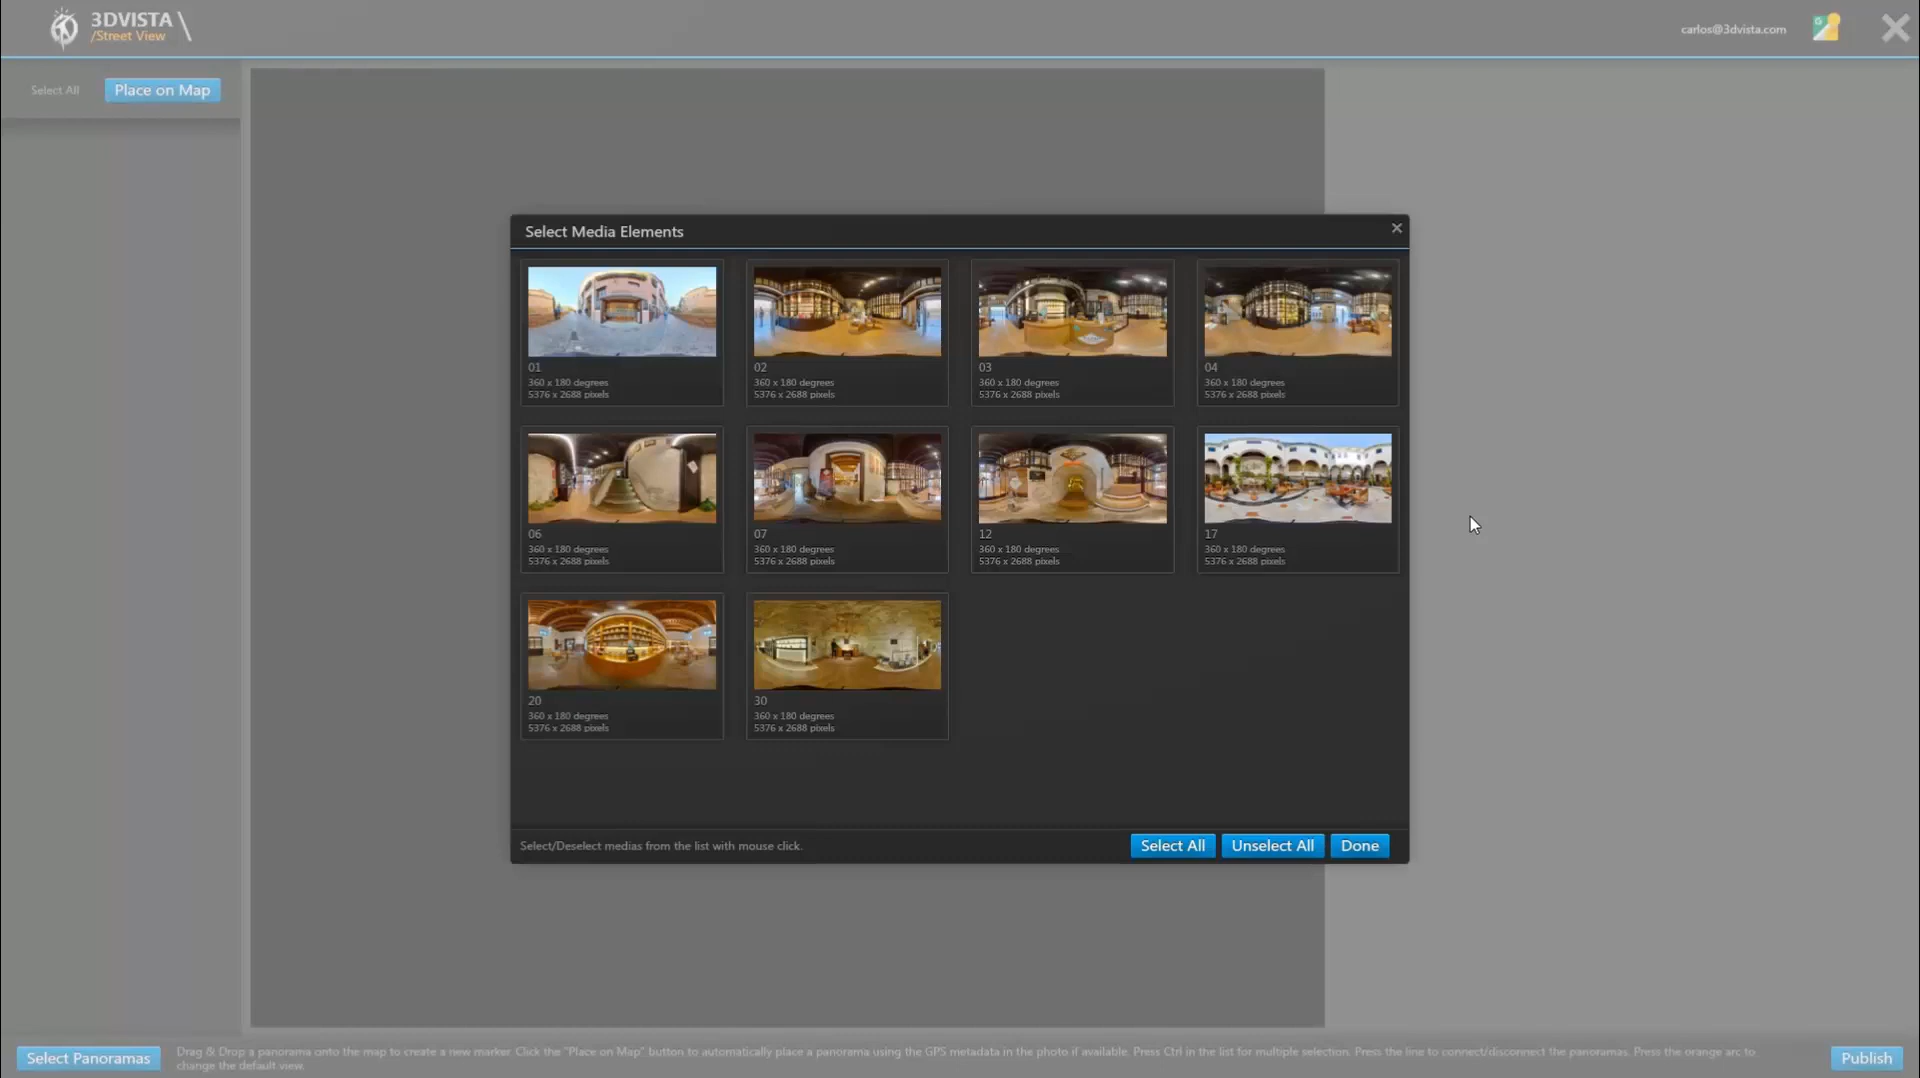 3DVISTA
/Street View
carlos@3dvista.com
Select All
Place on Map
Select Media Elements
01
360 x 180 degrees
5376 x 2688 pixels
02
360 x 180 degrees
5376 x 2688 pixels
03
360 x 180 degrees
5376 x 2688 pixels
04
360 x 180 degrees
5376 x 2688 pixels
06
360 x 180 degrees
5376 x 2688 pixels
07
360 x 180 degrees
5376 x 2688 pixels
12
360 x 180 degrees
5376 x 2688 pixels
17
360 x 180 degrees
5376 x 2688 pixels
20
360 x 180 degrees
5376 x 2688 pixels
30
360 x 180 degrees
5376 x 2688 pixels
Select/Deselect medias from the list with mouse click.
Select All
Unselect All
Done
Select Panoramas
Drag & Drop a panorama onto the map to create a new marker. Click the "Place on Map" button to automatically place a panorama using the GPS metadata in the photo if available. Press Ctrl in the list for multiple selection. Press the line to connect/disconnect the panoramas. Press the orange arc to
change the default view.
Publish